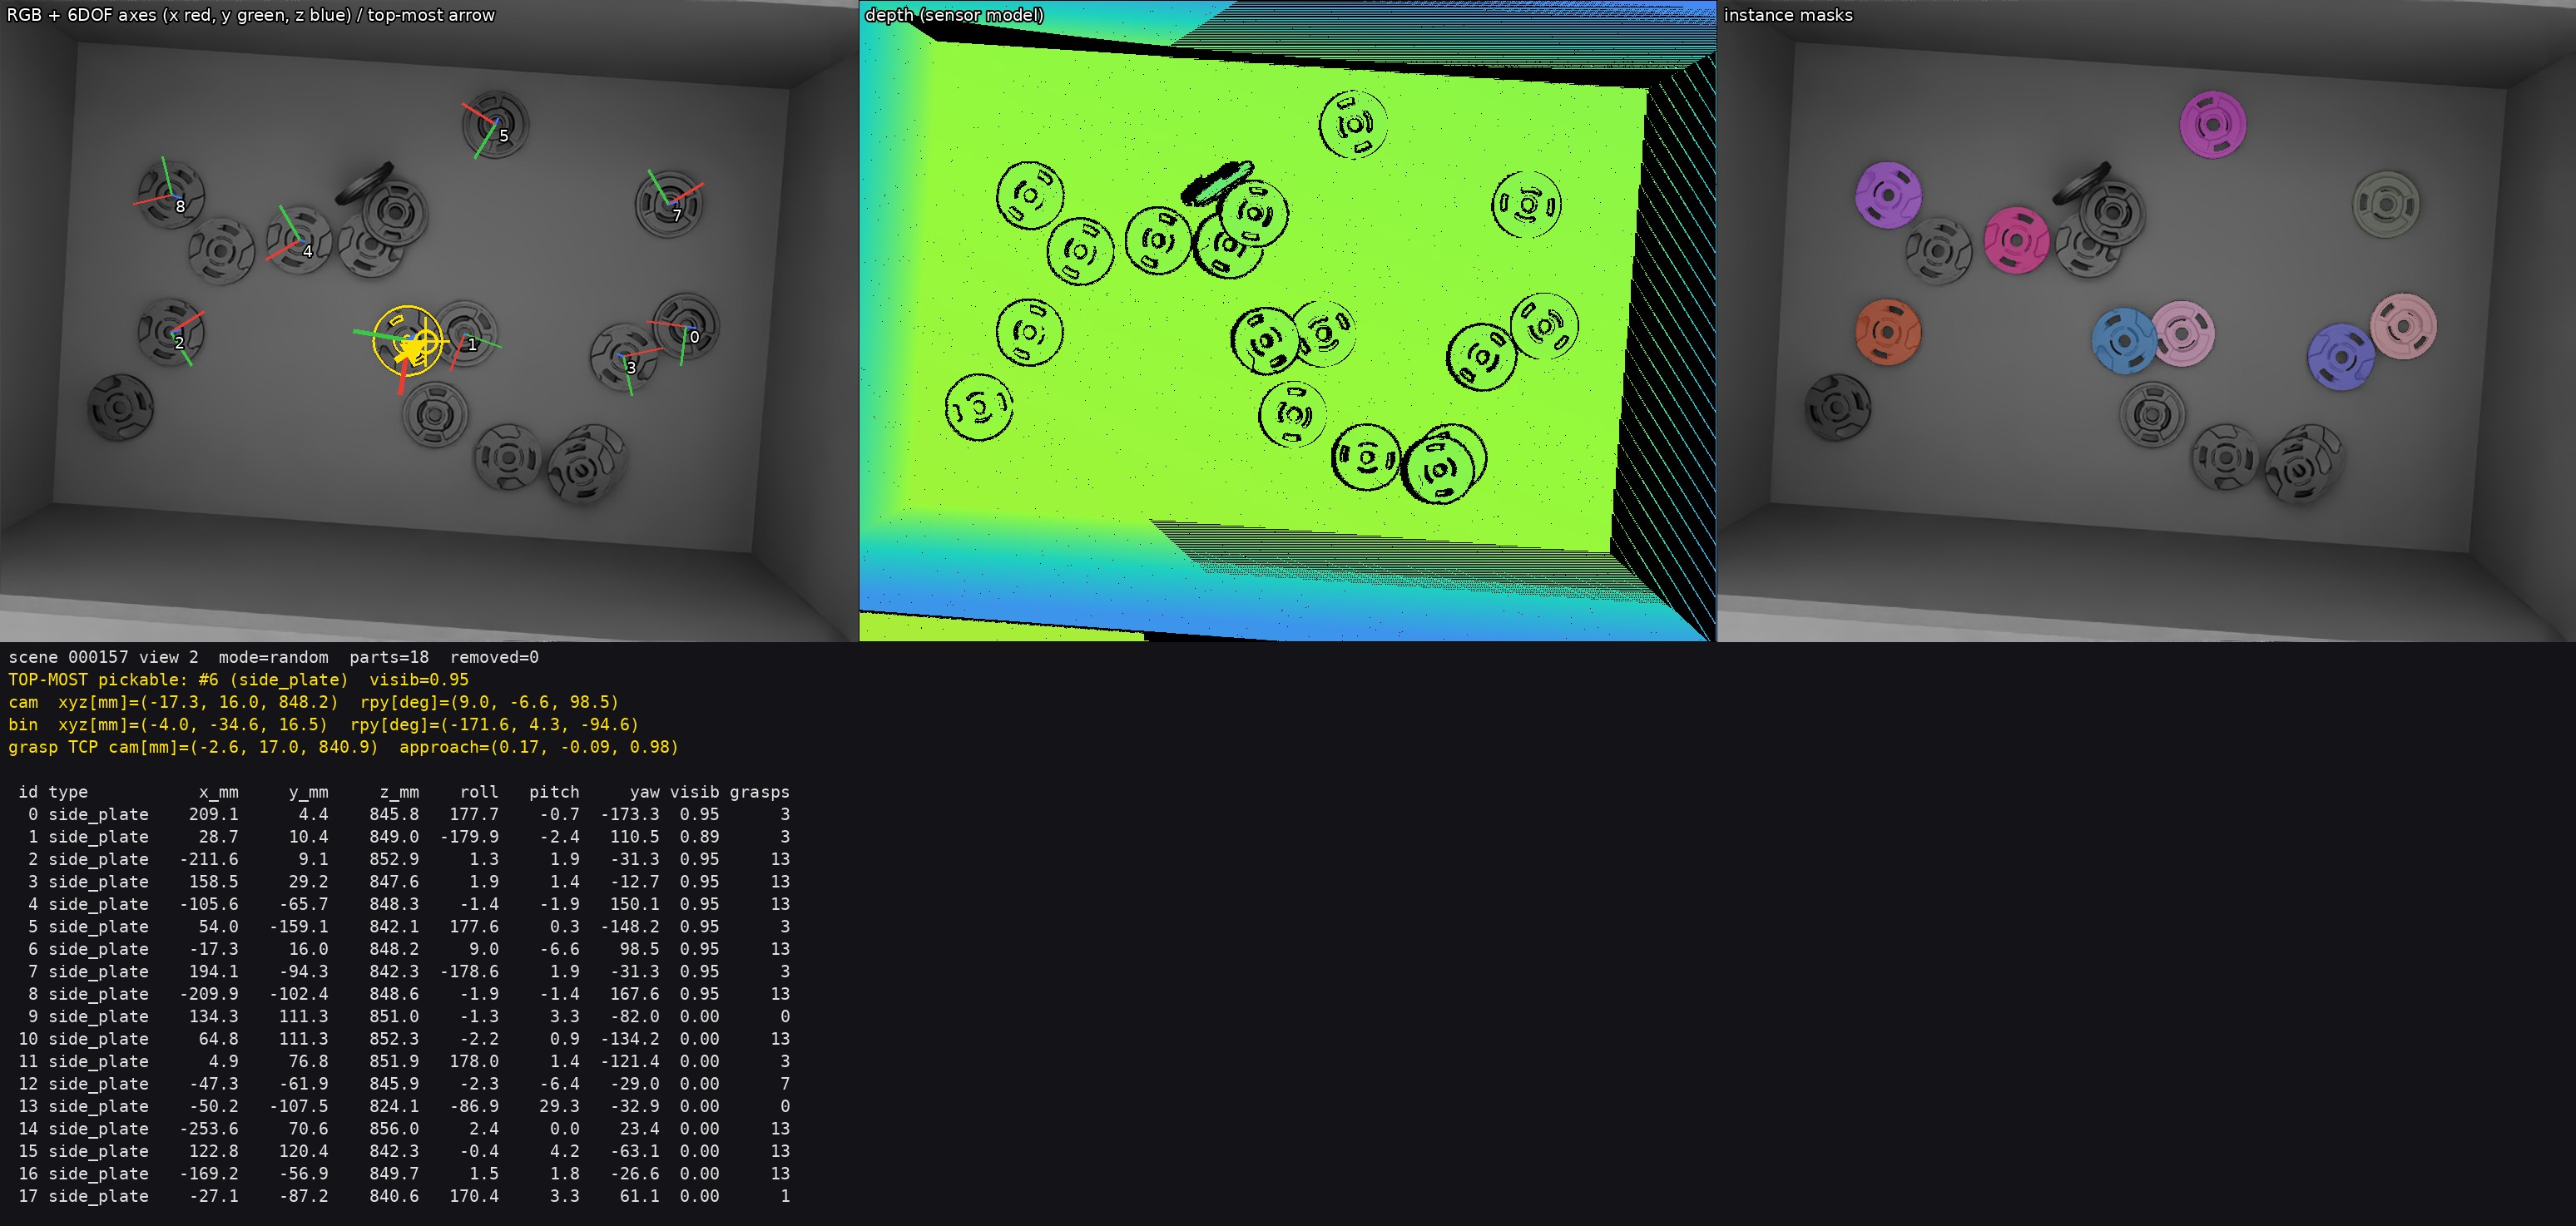 RGB + 6DOF axes (x red, y green, z blue) / top-most arrow
depth (sensor model)
instance masks
5
8
7
4
2
1
0
3
scene 000157 view 2  mode=random  parts=18  removed=0
TOP-MOST pickable: #6 (side_plate)  visib=0.95
cam  xyz[mm]=(-17.3, 16.0, 848.2)  rpy[deg]=(9.0, -6.6, 98.5)
bin  xyz[mm]=(-4.0, -34.6, 16.5)  rpy[deg]=(-171.6, 4.3, -94.6)
grasp TCP cam[mm]=(-2.6, 17.0, 840.9)  approach=(0.17, -0.09, 0.98)
id type x_mm y_mm z_mm roll pitch yaw visib grasps
0 side_plate 209.1 4.4 845.8 177.7 -0.7 -173.3 0.95 3
1 side_plate 28.7 10.4 849.0 -179.9 -2.4 110.5 0.89 3
2 side_plate -211.6 9.1 852.9 1.3 1.9 -31.3 0.95 13
3 side_plate 158.5 29.2 847.6 1.9 1.4 -12.7 0.95 13
4 side_plate -105.6 -65.7 848.3 -1.4 -1.9 150.1 0.95 13
5 side_plate 54.0 -159.1 842.1 177.6 0.3 -148.2 0.95 3
6 side_plate -17.3 16.0 848.2 9.0 -6.6 98.5 0.95 13
7 side_plate 194.1 -94.3 842.3 -178.6 1.9 -31.3 0.95 3
8 side_plate -209.9 -102.4 848.6 -1.9 -1.4 167.6 0.95 13
9 side_plate 134.3 111.3 851.0 -1.3 3.3 -82.0 0.00 0
10 side_plate 64.8 111.3 852.3 -2.2 0.9 -134.2 0.00 13
11 side_plate 4.9 76.8 851.9 178.0 1.4 -121.4 0.00 3
12 side_plate -47.3 -61.9 845.9 -2.3 -6.4 -29.0 0.00 7
13 side_plate -50.2 -107.5 824.1 -86.9 29.3 -32.9 0.00 0
14 side_plate -253.6 70.6 856.0 2.4 0.0 23.4 0.00 13
15 side_plate 122.8 120.4 842.3 -0.4 4.2 -63.1 0.00 13
16 side_plate -169.2 -56.9 849.7 1.5 1.8 -26.6 0.00 13
17 side_plate -27.1 -87.2 840.6 170.4 3.3 61.1 0.00 1